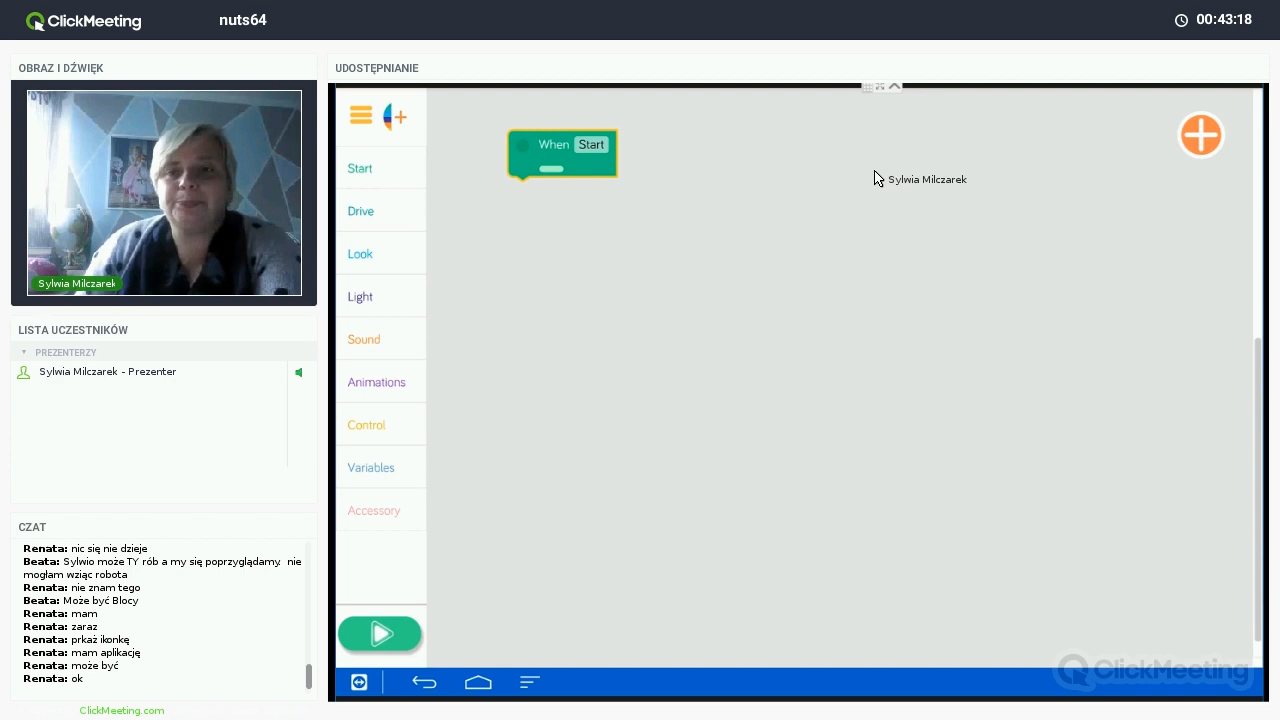 ClickMeeting
nuts64
00:43:18
OBRAZ I DŹWIĘK
Sylwia Milczarek
LISTA UCZESTNIKÓW
PREZENTERZY
Sylwia Milczarek - Prezenter
CZAT
Renata: nic się nie dzieje
Beata: Sylwio może TY rób a my się poprzyglądamy. nie
mogłam wziąc robota
Renata: nie znam tego
Beata: Może być Blocy
Renata: mam
Renata: zaraz
Renata: prkaż ikonkę
Renata: mam aplikację
Renata: może być
Renata: ok
ClickMeeting.com
UDOSTĘPNIANIE
Start
Drive
Look
Light
Sound
Animations
Control
Variables
Accessory
When Start
Sylwia Milczarek
ClickMeeting